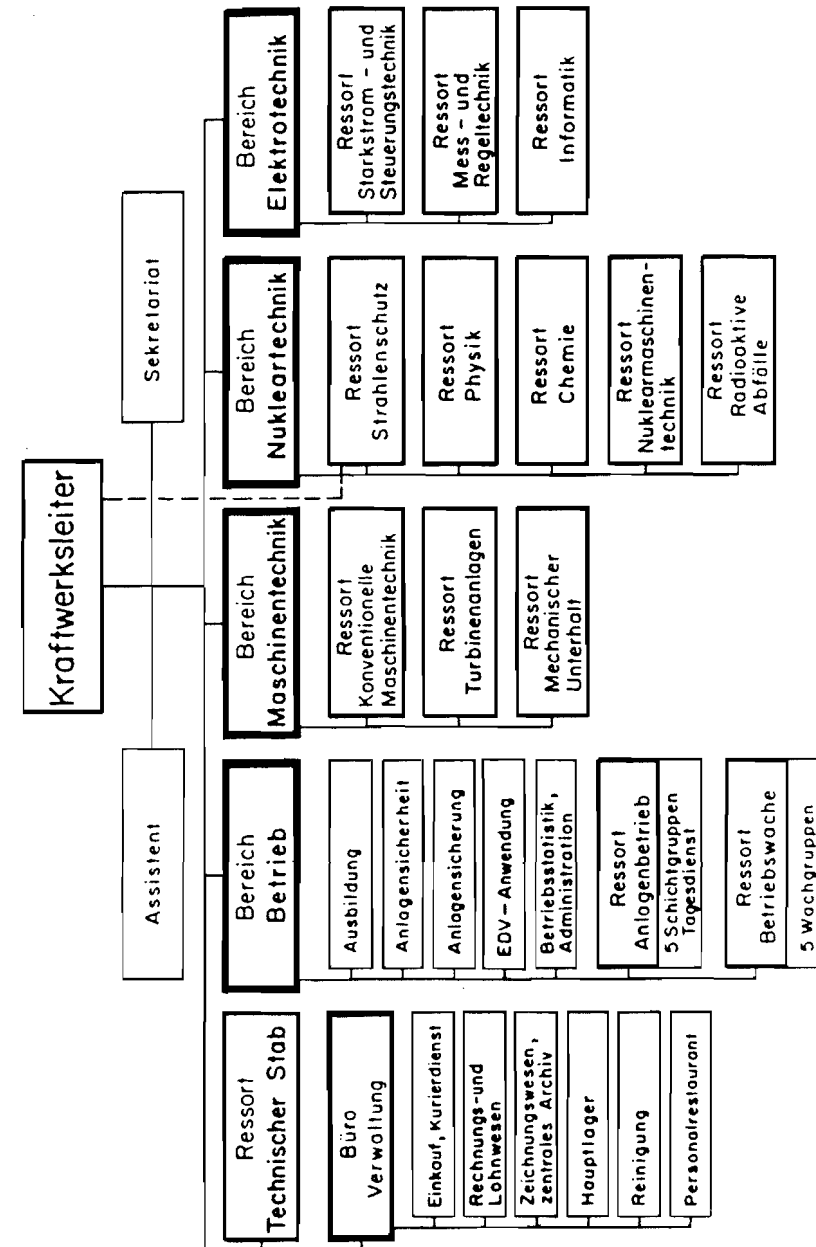 Kraftwerksleiter
Assistent
Sekretariat
Ressort
Technischer Stab
Büro
Verwaltung
Einkauf, Kurierdienst
Rechnungs-und
Lohnwesen
Zeichnungswesen,
zentrales Archiv
Hauptlager
Reinigung
Personalrestaurant
Bereich
Betrieb
Ausbildung
Anlagensicherheit
Anlagensicherung
EDV-Anwendung
Betriebsstatistik,
Administration
Ressort
Anlagenbetrieb
5 Schichtgruppen
Tagesdienst
Ressort
Betriebswache
5 Wachgruppen
Bereich
Maschinentechnik
Ressort
Konventionelle
Maschinentechnik
Ressort
Turbinenanlagen
Ressort
Mechanischer
Unterhalt
Bereich
Nukleartechnik
Ressort
Strahlenschutz
Ressort
Physik
Ressort
Chemie
Ressort
Nuklearmaschinen-
technik
Ressort
Radioaktive
Abfälle
Bereich
Elektrotechnik
Ressort
Starkstrom- und
Steuerungstechnik
Ressort
Mess- und
Regeltechnik
Ressort
Informatik